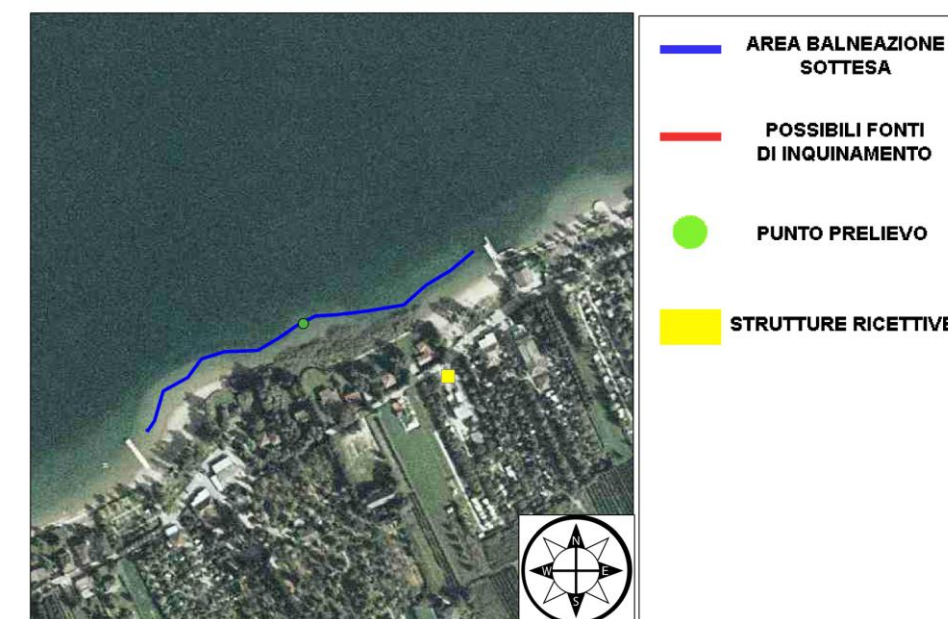 AREA BALNEAZIONE
SOTTESA
POSSIBILI FONTI
DI INQUINAMENTO
PUNTO PRELIEVO
STRUTTURE RICETTIVE
N
W
E
S